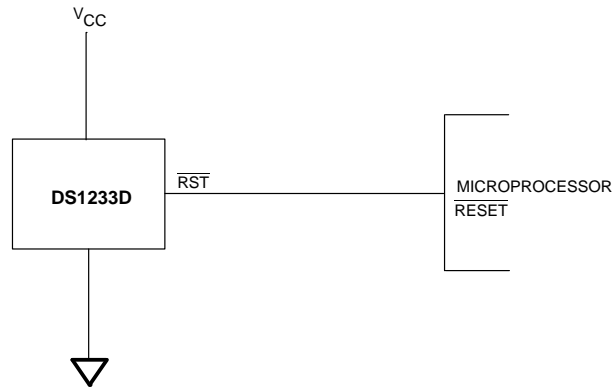 VCC
RST
DS1233D
MICROPROCESSOR
RESET